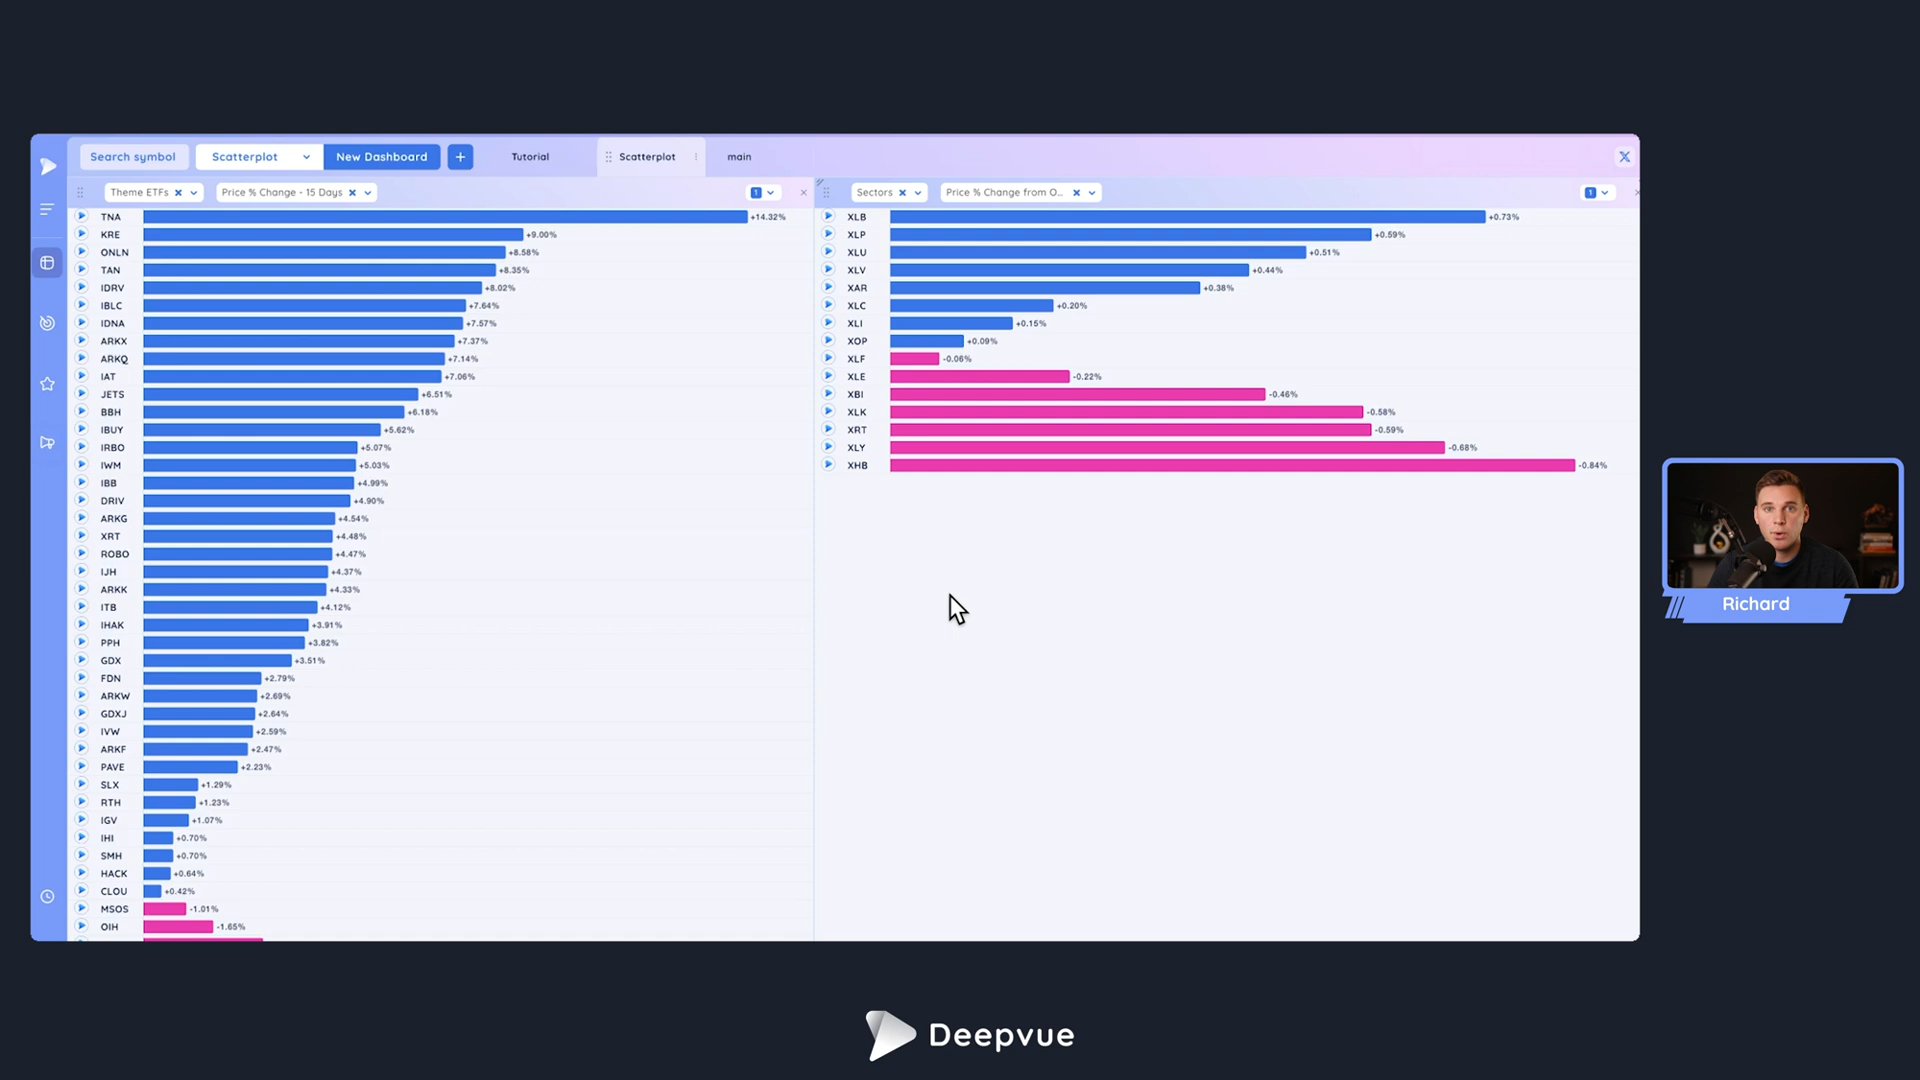 Search symbol Scatterplot New Dashboard + Tutorial Scatterplot main
Theme ETFs Price % Change - 15 Days 1
TNA +14.32%
KRE +9.00%
ONLN +8.58%
TAN +8.35%
IDRV +8.02%
IBLC +7.64%
IDNA +7.57%
ARKX +7.37%
ARKQ +7.14%
IAT +7.06%
JETS +6.51%
BBH +6.18%
IBUY +5.62%
IRBO +5.07%
IWM +5.03%
IBB +4.99%
DRIV +4.90%
ARKG +4.54%
XRT +4.48%
ROBO +4.47%
IJH +4.37%
ARKK +4.33%
ITB +4.12%
IHAK +3.91%
PPH +3.82%
GDX +3.51%
FDN +2.79%
ARKW +2.69%
GDXJ +2.64%
IVW +2.59%
ARKF +2.47%
PAVE +2.23%
SLX +1.29%
RTH +1.23%
IGV +1.07%
IHI +0.70%
SMH +0.70%
HACK +0.64%
CLOU +0.42%
MSOS -1.01%
OIH -1.65%
Sectors Price % Change from O... 1
XLB +0.73%
XLP +0.59%
XLU +0.51%
XLV +0.44%
XAR +0.38%
XLC +0.20%
XLI +0.15%
XOP +0.09%
XLF -0.06%
XLE -0.22%
XBI -0.46%
XLK -0.58%
XRT -0.59%
XLY -0.68%
XHB -0.84%
Richard
Deepvue